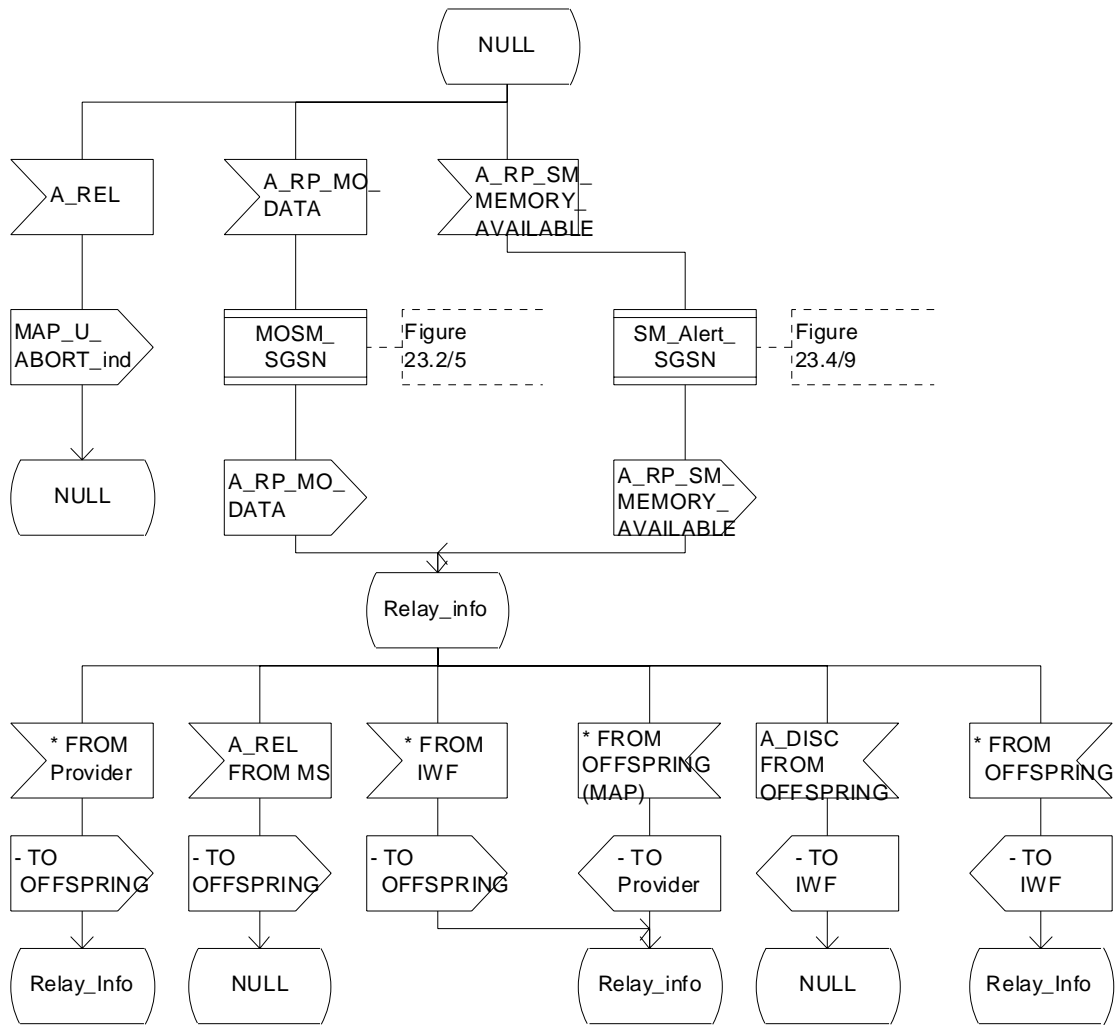 NULL
A_REL
A_RP_MO_
DATA
A_RP_SM_
MEMORY_
AVAILABLE
MAP_U_
ABORT_ind
MOSM_
SGSN
Figure
23.2/5
SM_Alert_
SGSN
Figure
23.4/9
NULL
A_RP_MO_
DATA
A_RP_SM_
MEMORY_
AVAILABLE
Relay_info
* FROM
Provider
A_REL
FROM MS
* FROM
IWF
* FROM
OFFSPRING
(MAP)
A_DISC
FROM
OFFSPRING
* FROM
OFFSPRING
- TO
OFFSPRING
- TO
OFFSPRING
- TO
OFFSPRING
- TO
Provider
- TO
IWF
- TO
IWF
Relay_Info
NULL
Relay_info
NULL
Relay_Info